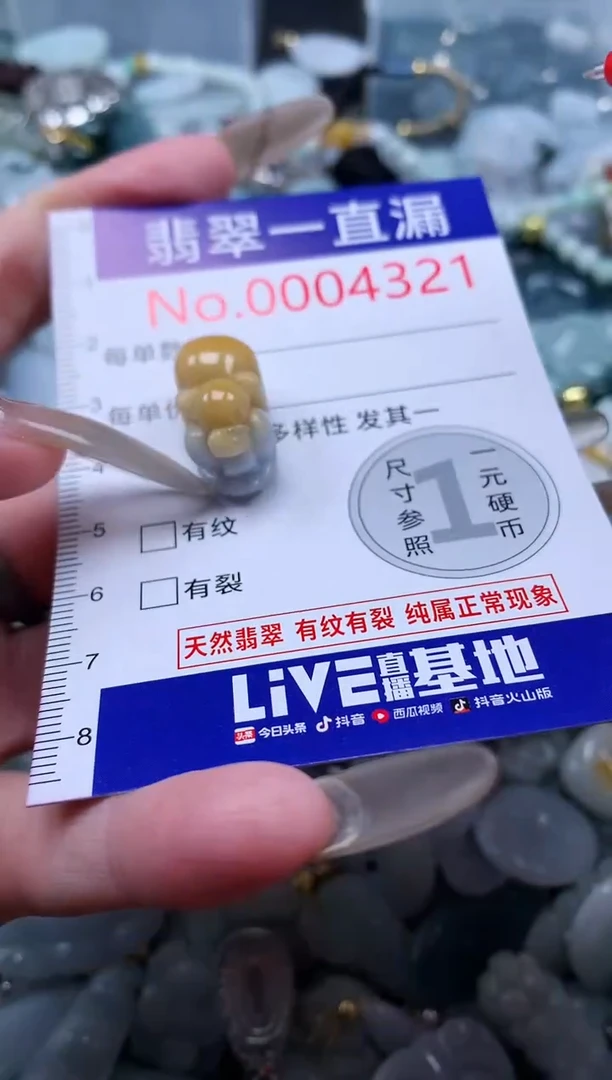 翡翠一直漏
No.0004321
每单
每单
多样性 发其一
尺寸参照
1
一元硬币
有纹
有裂
天然翡翠 有纹有裂 纯属正常现象
LiVE直播基地
头条 今日头条 抖音 西瓜视频 抖音火山版
2
3
4
5
6
7
8